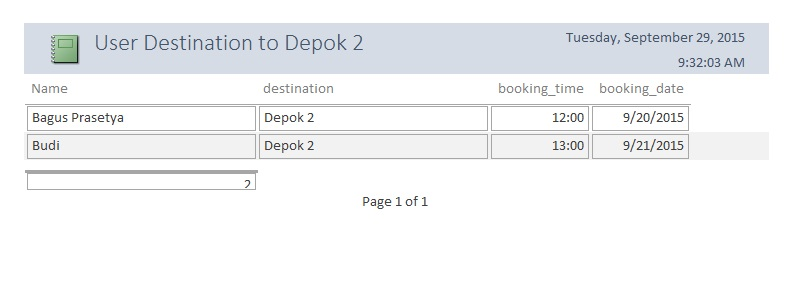 User Destination to Depok 2
Tuesday, September 29, 2015
9:32:03 AM
Name destination booking_time booking_date
Bagus Prasetya Depok 2 12:00 9/20/2015
Budi Depok 2 13:00 9/21/2015
2
Page 1 of 1